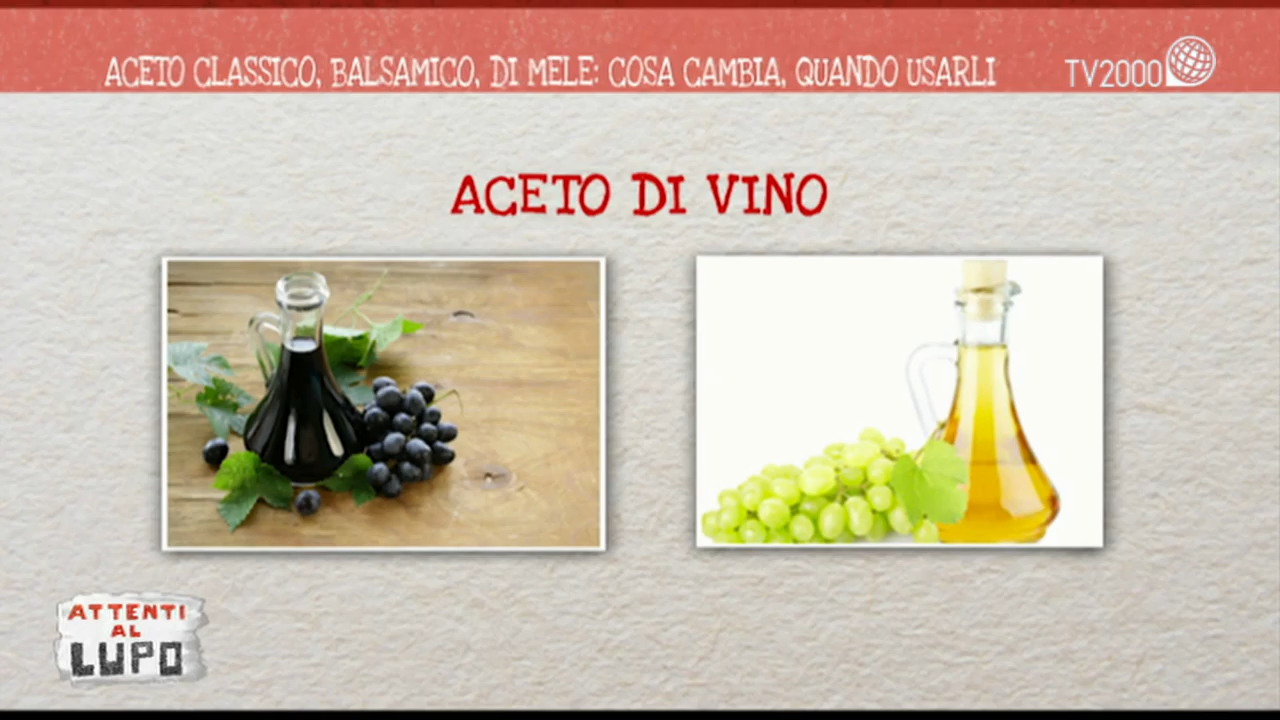 ACETO CLASSICO, BALSAMICO, DI MELE: COSA CAMBIA, QUANDO USARLI
TV2000
ACETO DI VINO
ATTENTI
AL
LUPO